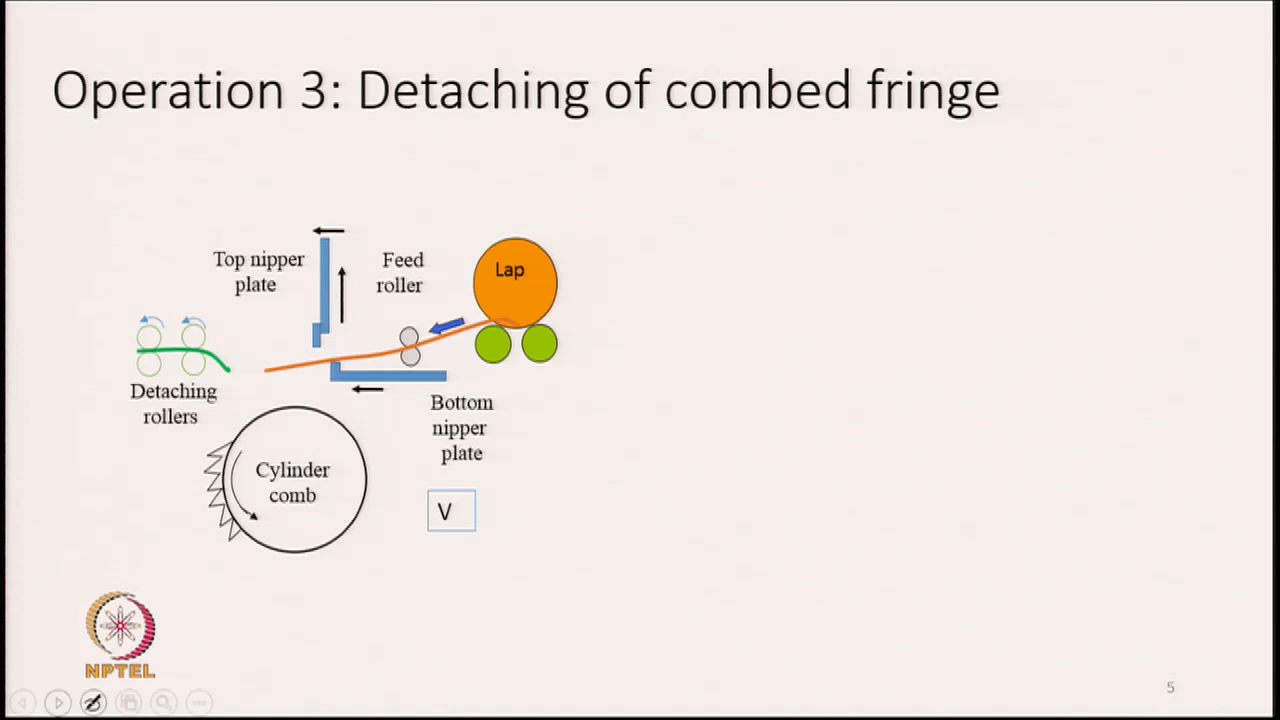 Operation 3: Detaching of combed fringe
Top nipper
plate
Feed
roller
Lap
Detaching
rollers
Bottom
nipper
plate
Cylinder
comb
V
NPTEL
5